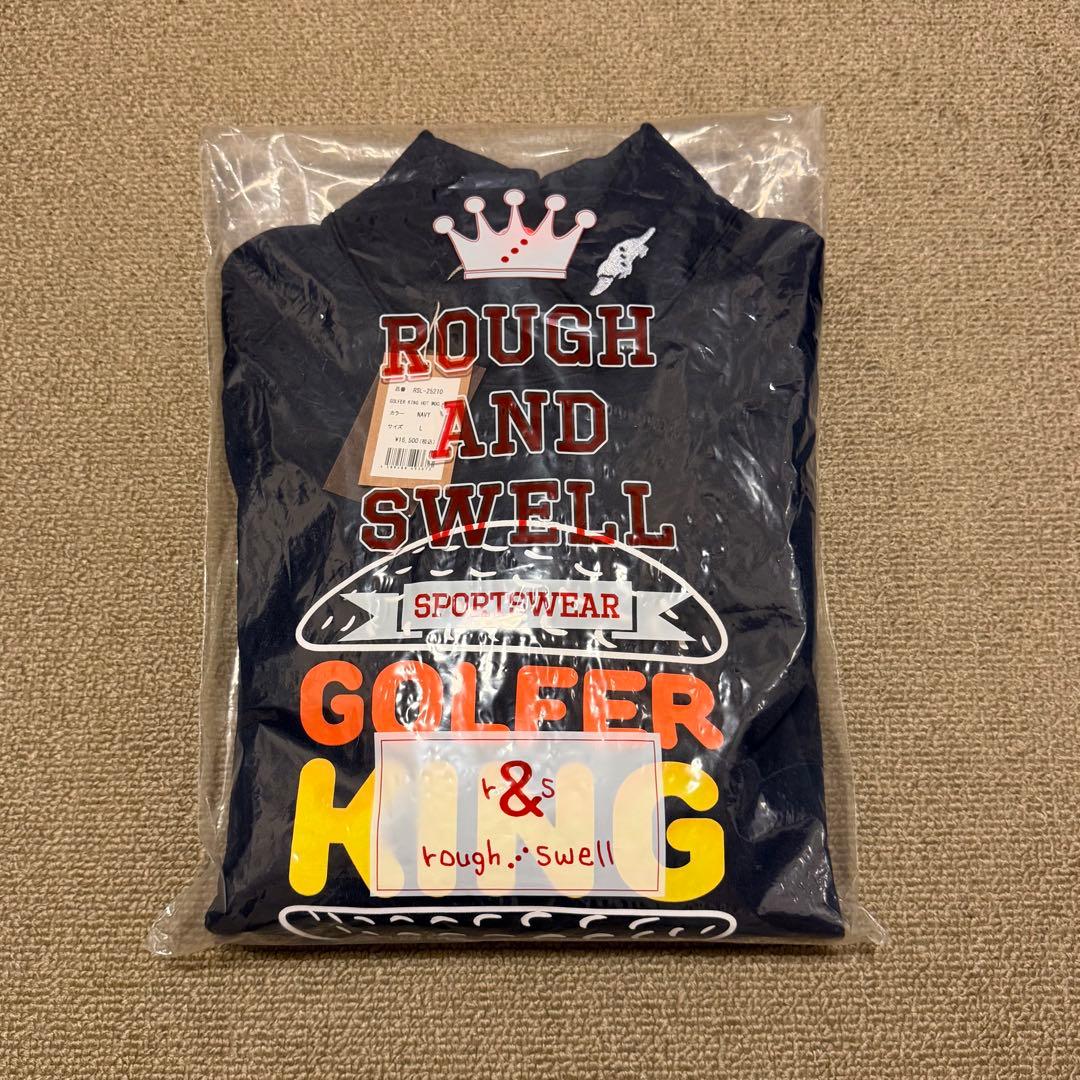 ROUGH
AND
SWELL
品番 RSL-25210
GOLFER KING HOT MOC
カラー NAVY
サイズ L
¥16,500(税込)
SPORTSWEAR
GOLFER
KING
r&s
rough swell